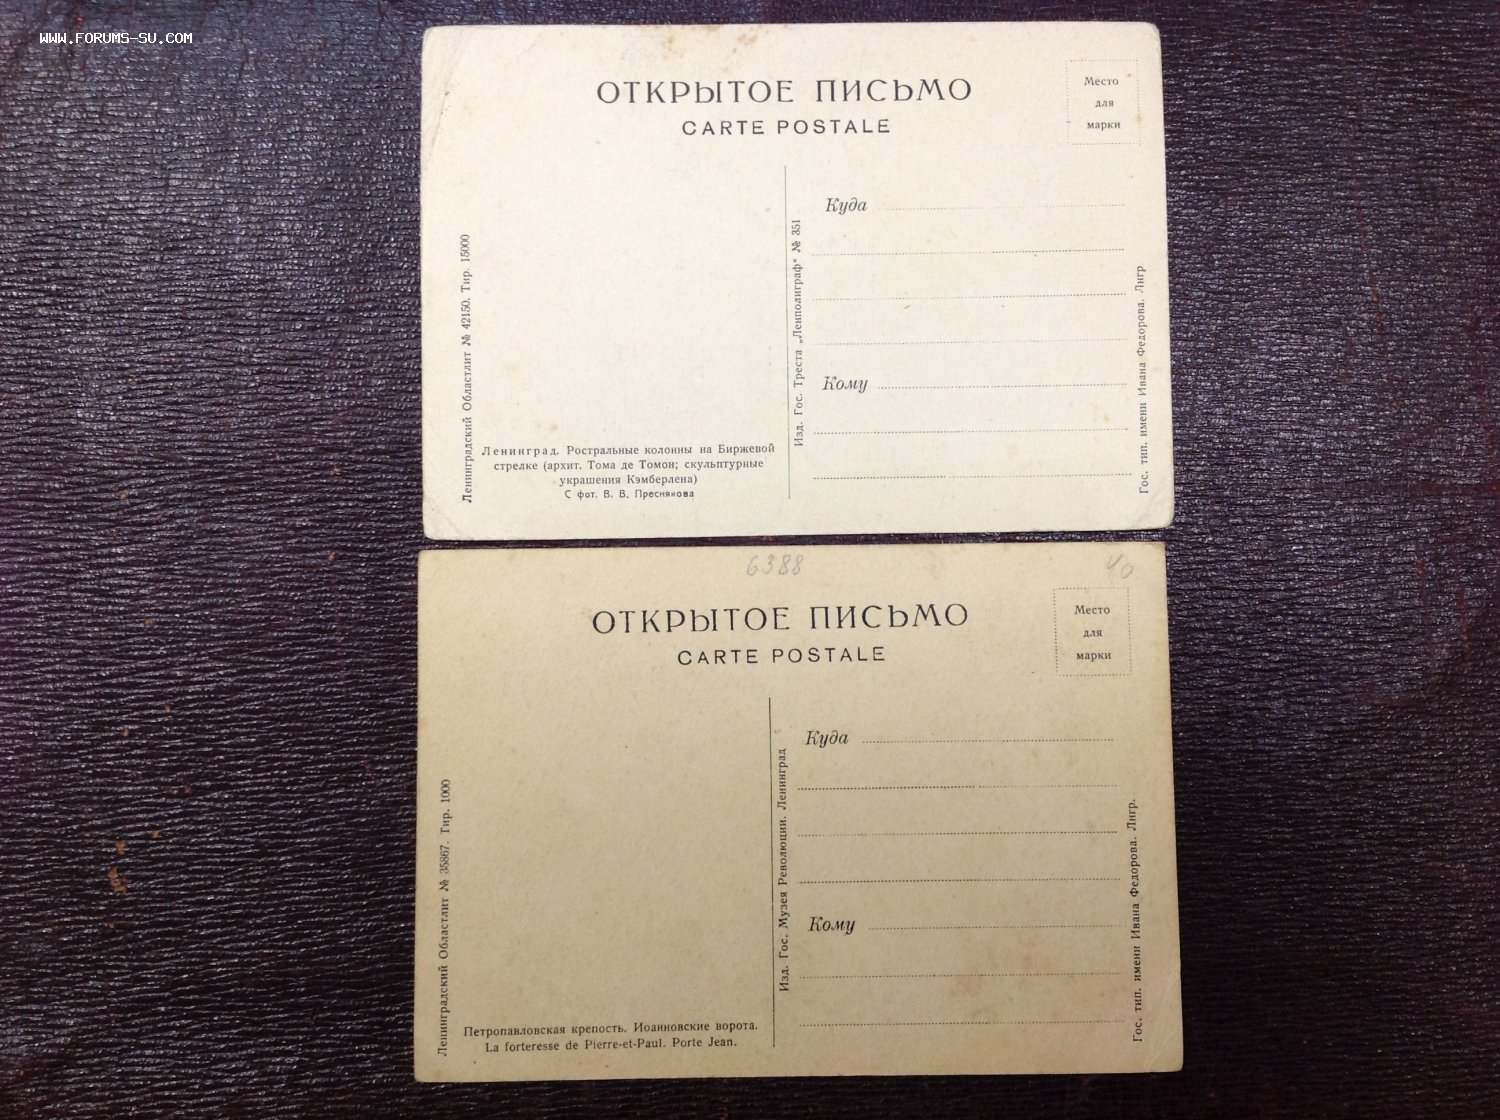 WWW.FORUMS-SU.COM
ОТКРЫТОЕ ПИСЬМО
CARTE POSTALE
Место
для
марки
Ленинградский Областлит № 42150. Тир. 15000
Ленинград. Ростральные колонны на Биржевой
стрелке (архит. Тома де Томон; скульптурные
украшения Кэмберлена)
С фот. В. В. Преснякова
Изд. Гос. Треста „Ленполиграф“ № 351
Куда
Кому
Гос. тип. имени Ивана Федорова. Лнгр
6388
40
ОТКРЫТОЕ ПИСЬМО
CARTE POSTALE
Место
для
марки
Ленинградский Областлит № 35867. Тир. 1000
Петропавловская крепость. Иоанновские ворота.
La forteresse de Pierre-et-Paul. Porte Jean.
Изд. Гос. Музея Революции. Ленинград
Куда
Кому
Гос. тип. имени Ивана Федорова. Лнгр.